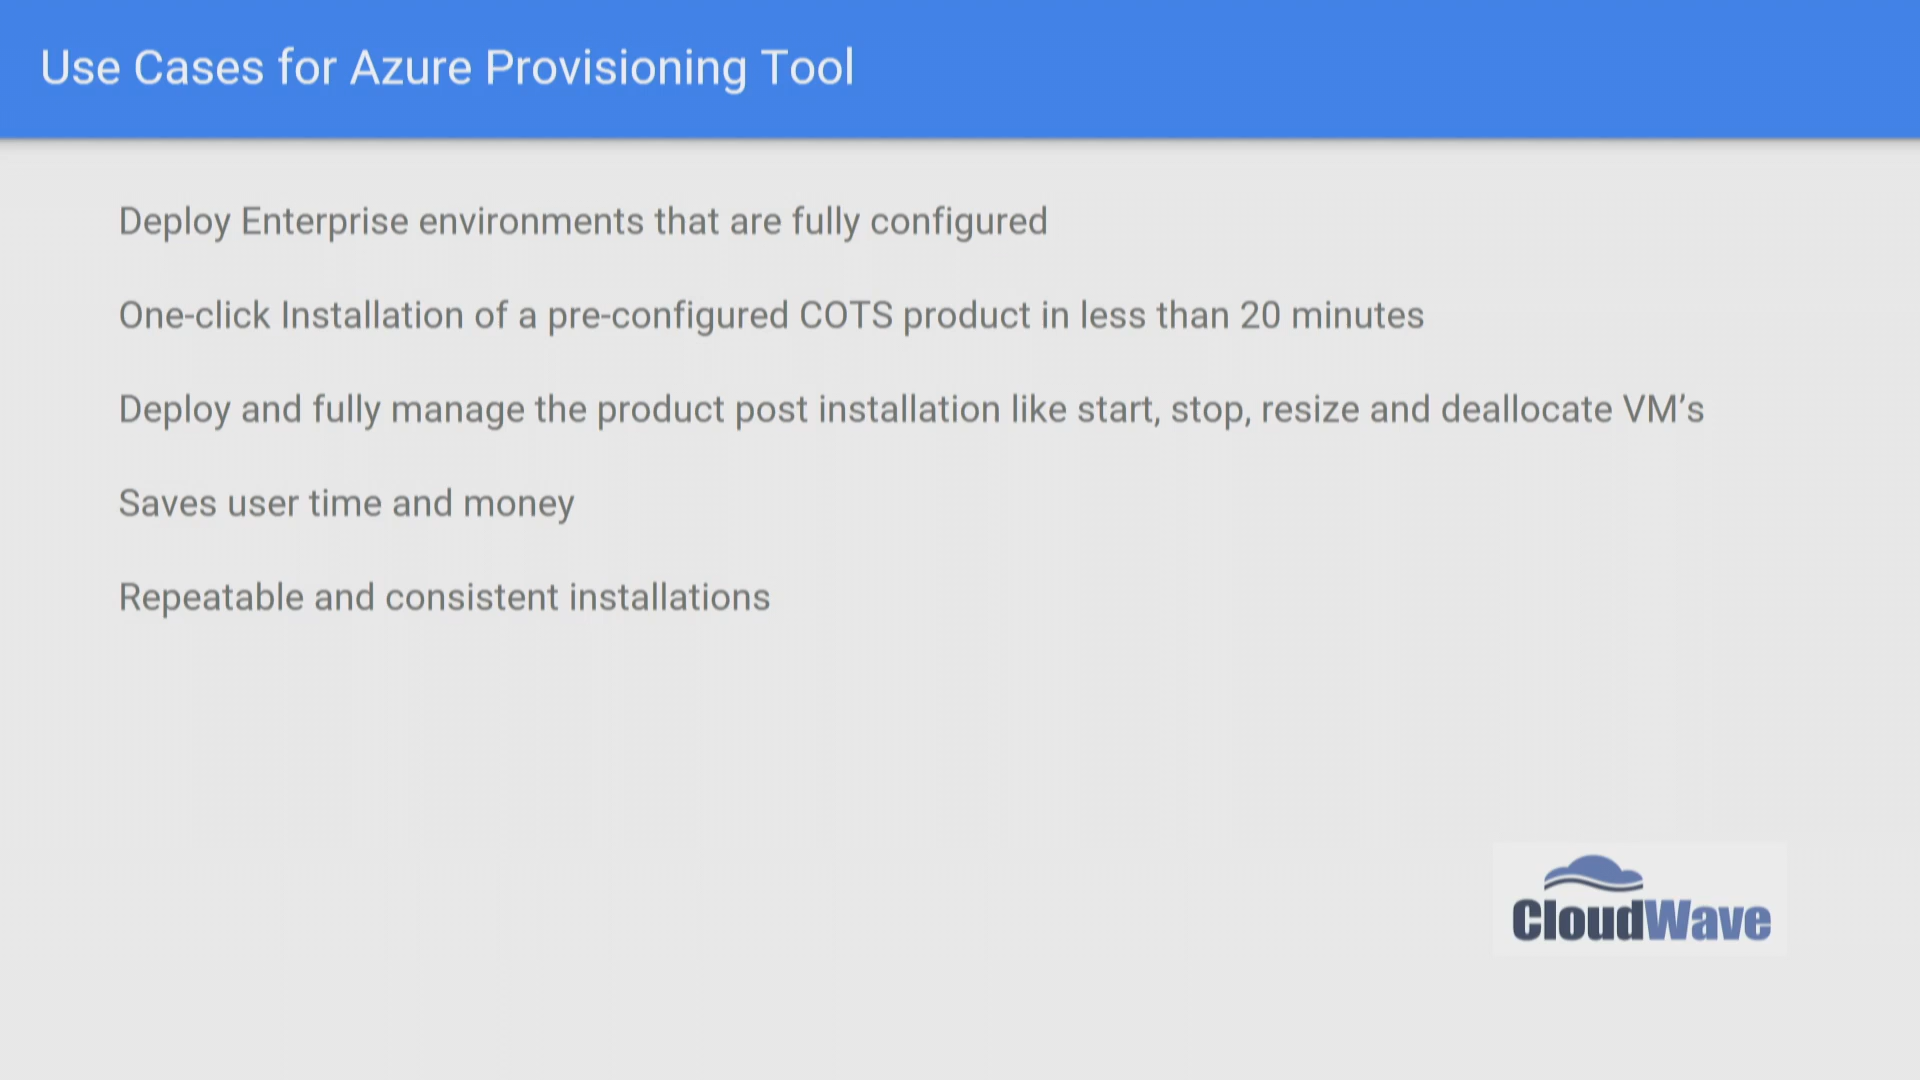 Use Cases for Azure Provisioning Tool
Deploy Enterprise environments that are fully configured
One-click Installation of a pre-configured COTS product in less than 20 minutes
Deploy and fully manage the product post installation like start, stop, resize and deallocate VM’s
Saves user time and money
Repeatable and consistent installations
CloudWave